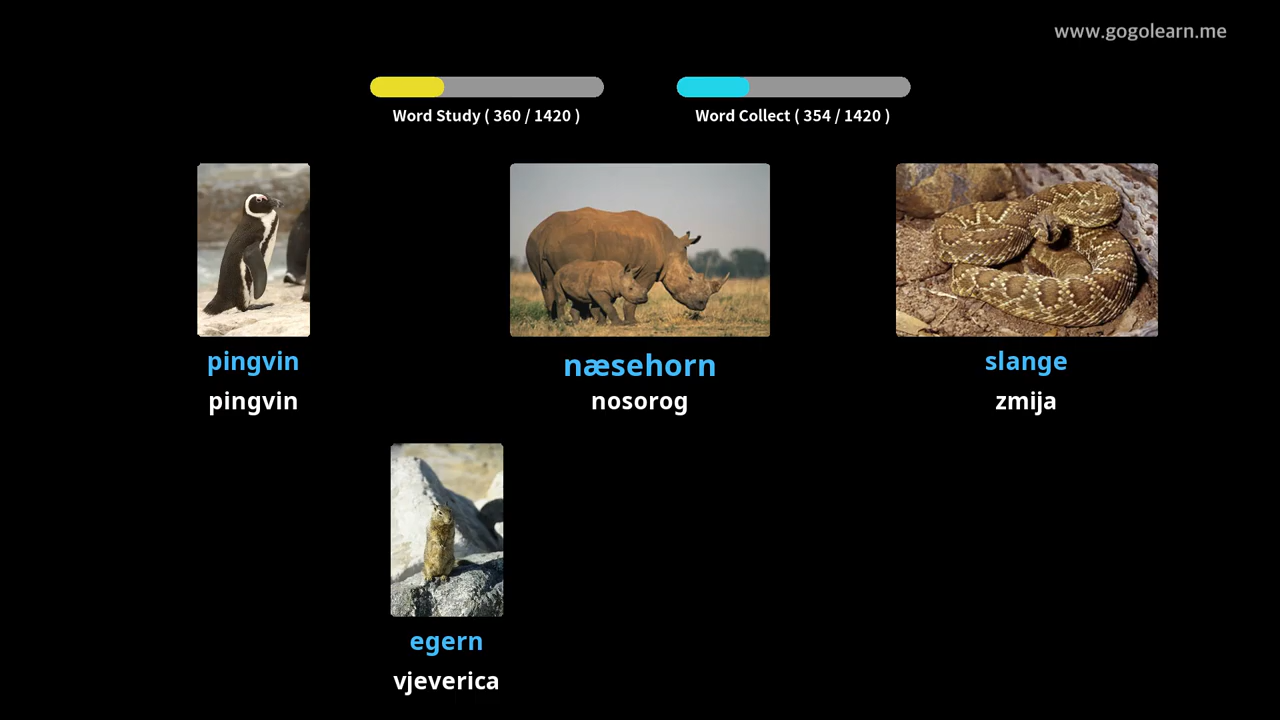 www.gogolearn.me
Word Study ( 360 / 1420 )
Word Collect ( 354 / 1420 )
pingvin
pingvin
næsehorn
nosorog
slange
zmija
egern
vjeverica